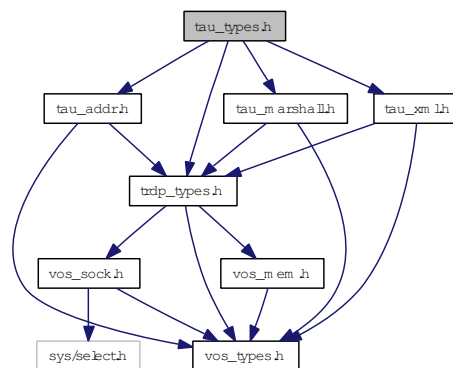 tau_types.h
tau_addr.h
tau_marshall.h
tau_xml.h
trdp_types.h
vos_sock.h
vos_mem.h
sys/select.h
vos_types.h